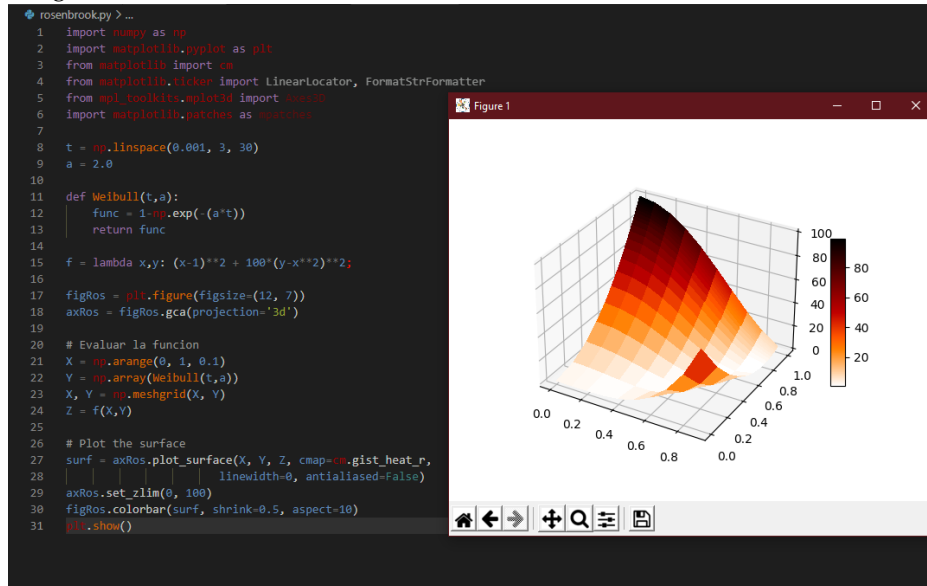 rosenbrook.py > ...
1 import numpy as np
2 import matplotlib.pyplot as plt
3 from matplotlib import cm
4 from matplotlib.ticker import LinearLocator, FormatStrFormatter
5 from mpl_toolkits.mplot3d import Axes3D
6 import matplotlib.patches as mpatches
7
8 t = np.linspace(0.001, 3, 30)
9 a = 2.0
10
11 def Weibull(t,a):
12 func = 1-np.exp(-(a*t))
13 return func
14
15 f = lambda x,y: (x-1)**2 + 100*(y-x**2)**2;
16
17 figRos = plt.figure(figsize=(12, 7))
18 axRos = figRos.gca(projection='3d')
19
20 # Evaluar la funcion
21 X = np.arange(0, 1, 0.1)
22 Y = np.array(Weibull(t,a))
23 X, Y = np.meshgrid(X, Y)
24 Z = f(X,Y)
25
26 # Plot the surface
27 surf = axRos.plot_surface(X, Y, Z, cmap=cm.gist_heat_r,
28 linewidth=0, antialiased=False)
29 axRos.set_zlim(0, 100)
30 figRos.colorbar(surf, shrink=0.5, aspect=10)
31 plt.show()
Figure 1
100
80
60
40
20
0
80
60
40
20
1.0
0.8
0.6
0.4
0.2
0.0
0.0
0.2
0.4
0.6
0.8